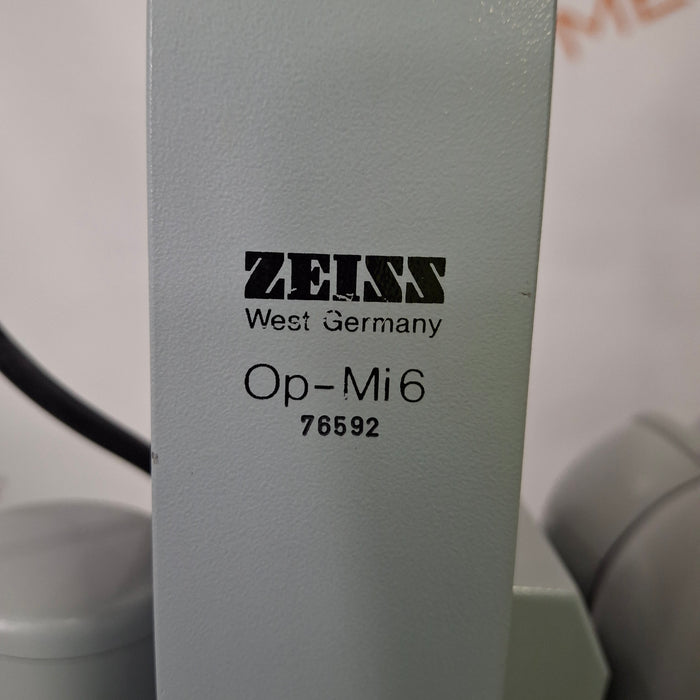 ZEISS
West Germany
Op-Mi6
76592